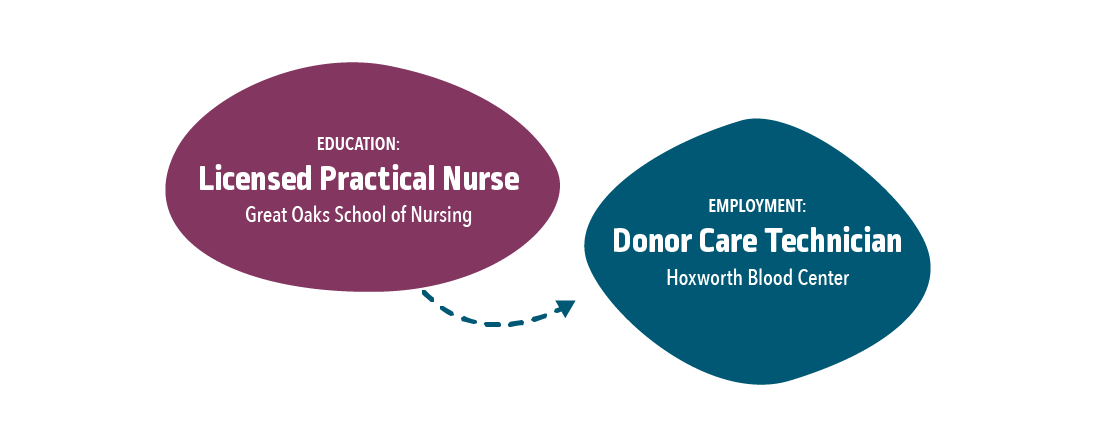 EDUCATION:
Licensed Practical Nurse
Great Oaks School of Nursing
EMPLOYMENT:
Donor Care Technician
Hoxworth Blood Center